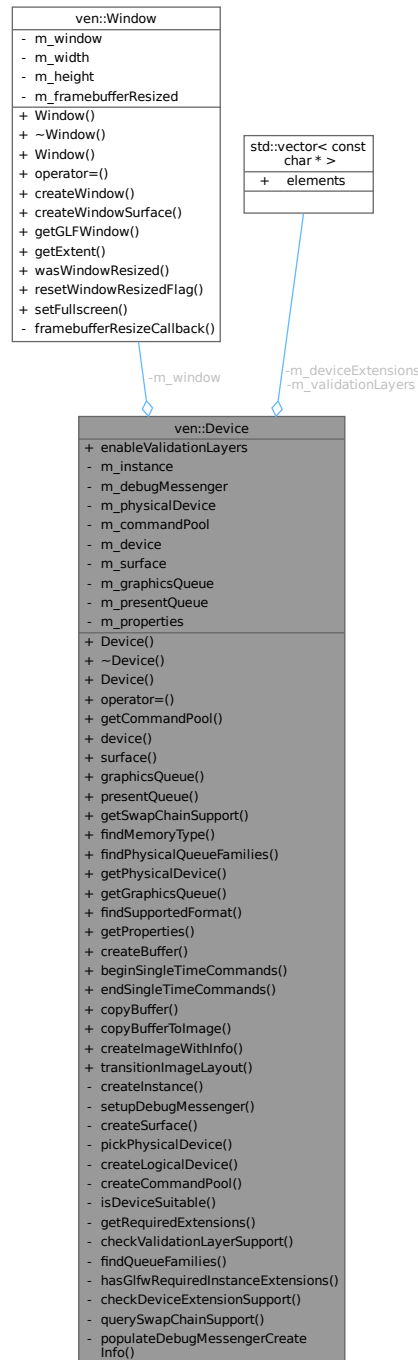 ven::Window
- m_window
- m_width
- m_height
- m_framebufferResized
+ Window()
+ ~Window()
+ Window()
+ operator=()
+ createWindow()
+ createWindowSurface()
+ getGLFWindow()
+ getExtent()
+ wasWindowResized()
+ resetWindowResizedFlag()
+ setFullscreen()
- framebufferResizeCallback()
std::vector< const
char * >
+ elements
-m_window
-m_deviceExtensions
-m_validationLayers
ven::Device
+ enableValidationLayers
- m_instance
- m_debugMessenger
- m_physicalDevice
- m_commandPool
- m_device
- m_surface
- m_graphicsQueue
- m_presentQueue
- m_properties
+ Device()
+ ~Device()
+ Device()
+ operator=()
+ getCommandPool()
+ device()
+ surface()
+ graphicsQueue()
+ presentQueue()
+ getSwapChainSupport()
+ findMemoryType()
+ findPhysicalQueueFamilies()
+ getPhysicalDevice()
+ getGraphicsQueue()
+ findSupportedFormat()
+ getProperties()
+ createBuffer()
+ beginSingleTimeCommands()
+ endSingleTimeCommands()
+ copyBuffer()
+ copyBufferToImage()
+ createImageWithInfo()
+ transitionImageLayout()
- createInstance()
- setupDebugMessenger()
- createSurface()
- pickPhysicalDevice()
- createLogicalDevice()
- createCommandPool()
- isDeviceSuitable()
- getRequiredExtensions()
- checkValidationLayerSupport()
- findQueueFamilies()
- hasGlfwRequiredInstanceExtensions()
- checkDeviceExtensionSupport()
- querySwapChainSupport()
- populateDebugMessengerCreate
Info()